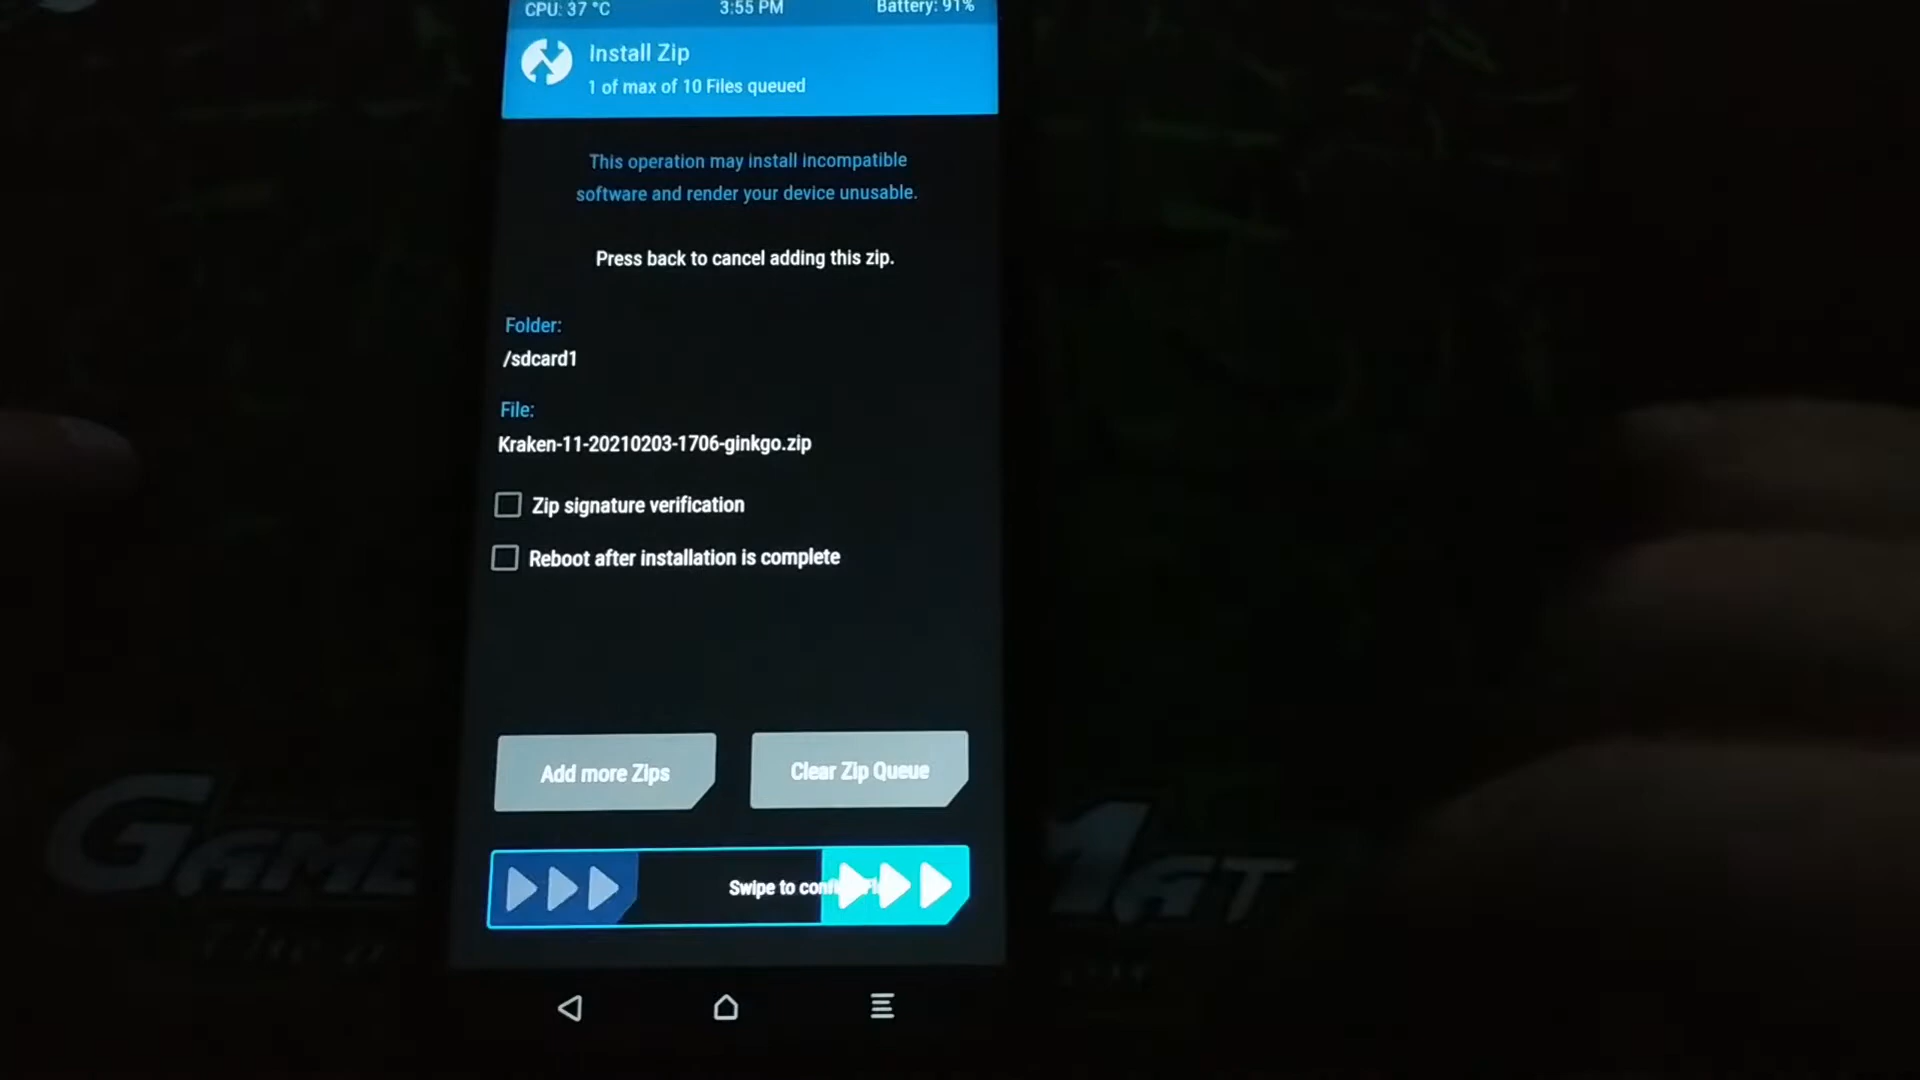 CPU: 37 °C 3:55 PM Battery: 91%
Install Zip
1 of max of 10 Files queued
This operation may install incompatible
software and render your device unusable.
Press back to cancel adding this zip.
Folder:
/sdcard1
File:
Kraken-11-20210203-1706-ginkgo.zip
Zip signature verification
Reboot after installation is complete
Add more Zips Clear Zip Queue
Swipe to